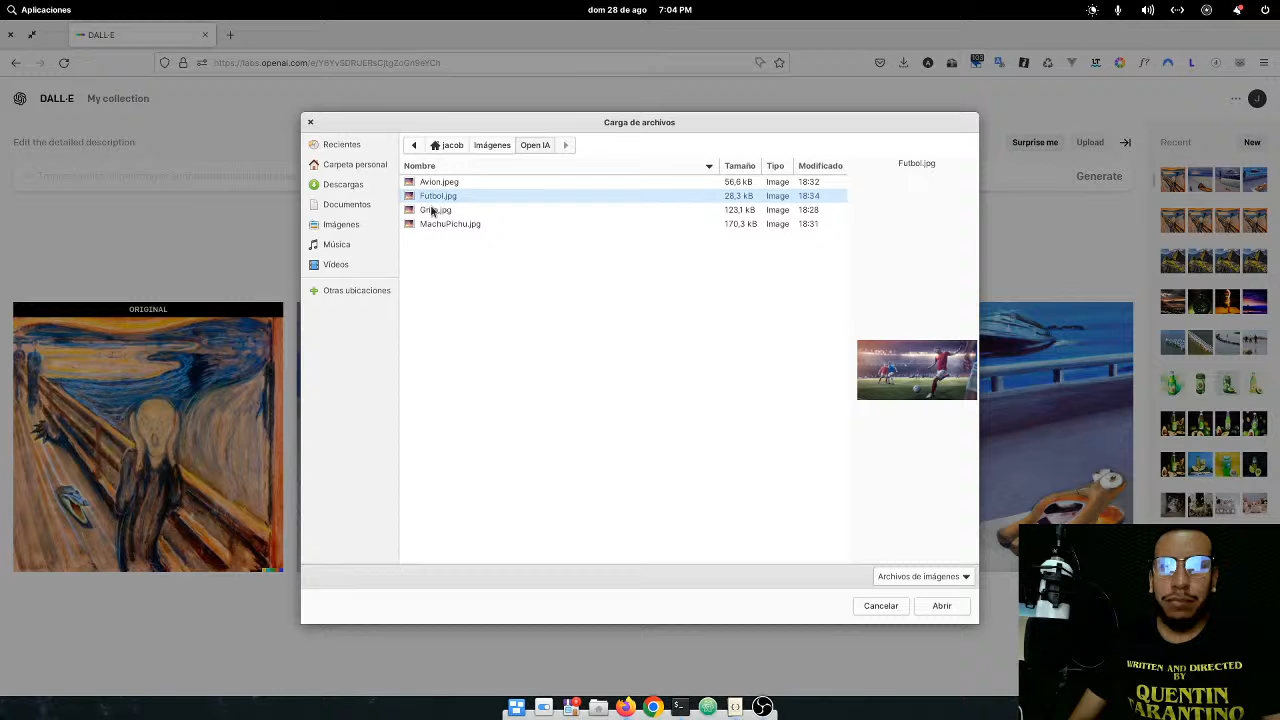 Aplicaciones
dom 28 de ago
7:04 PM
DALL·E
DALL·E
My collection
103
LT
A
f?
L
J
Edit the detailed description
Surprise me
Upload
Generate
Recent
New
Carga de archivos
Recientes
Carpeta personal
Descargas
Documentos
Imágenes
Música
Vídeos
Otras ubicaciones
jacob
Imágenes
Open IA
Nombre
Tamaño
Tipo
Modificado
Avion.jpeg
56,6 kB
Image
18:32
Futbol.jpg
28,3 kB
Image
18:34
123,1 kB
Image
18:28
MachuPichu.jpg
170,3 kB
Image
18:31
Futbol.jpg
Archivos de imágenes
Cancelar
Abrir
ORIGINAL
WRITTEN AND DIRECTED
BY
QUENTIN
TARANTINO